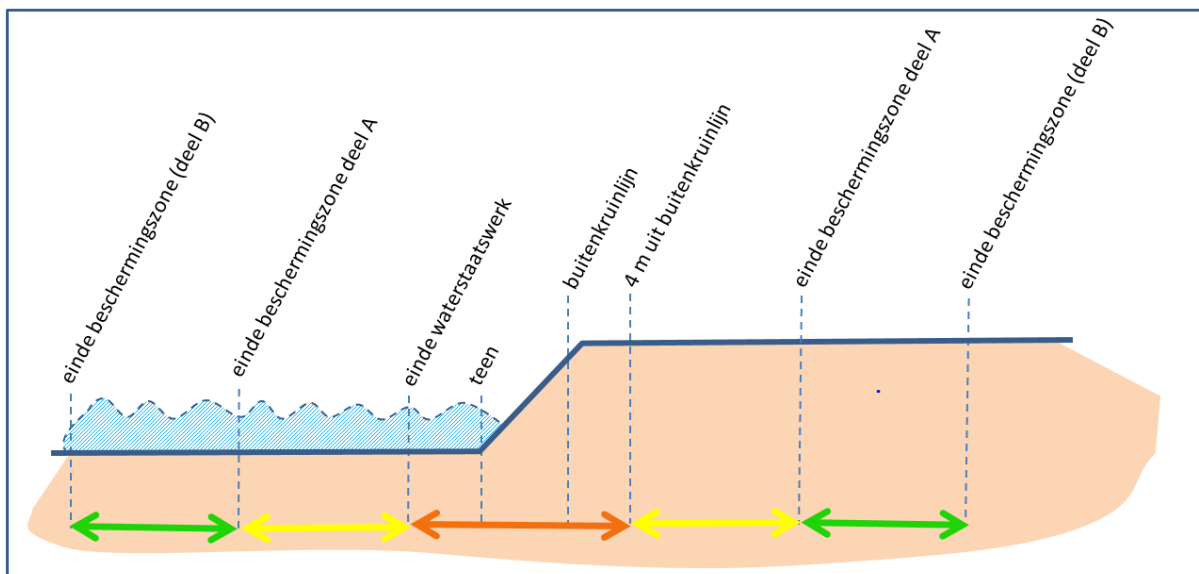 einde beschermingszone (deel B)
einde beschermingszone deel A
einde waterstaatswerk
teen
buitenkruinlijn
4 m uit buitenkruinlijn
einde beschermingszone deel A
einde beschermingszone (deel B)